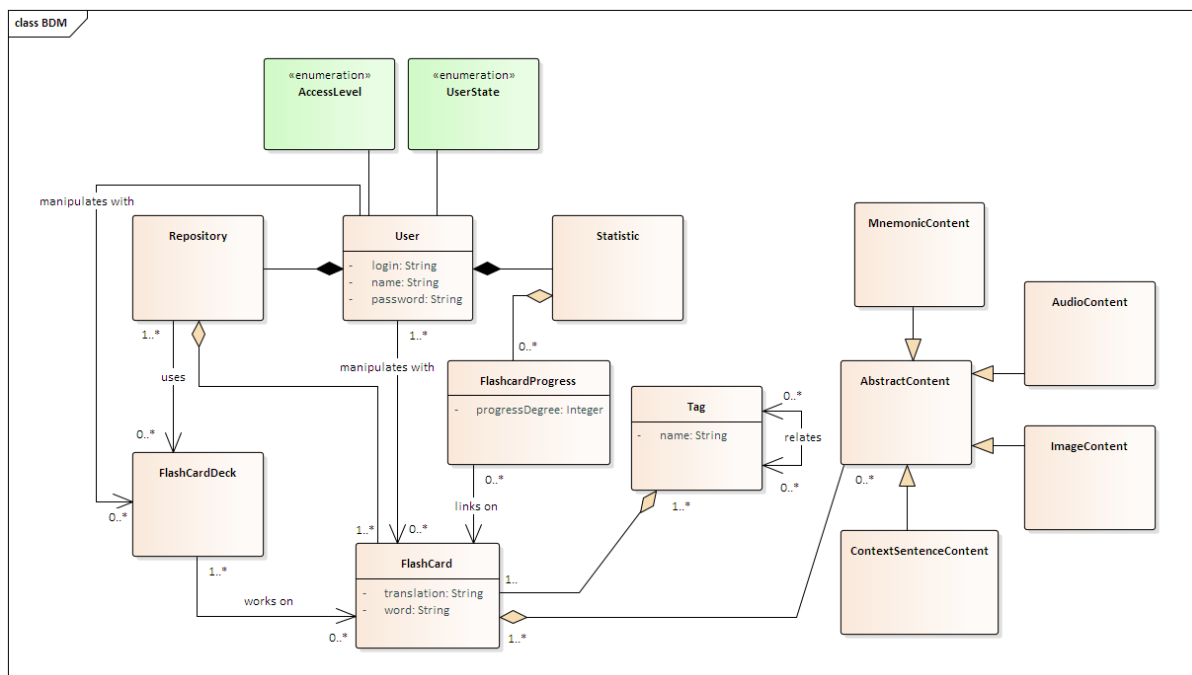 class BDM
«enumeration»
AccessLevel
«enumeration»
UserState
manipulates with
Repository
User
- login: String
- name: String
- password: String
Statistic
MnemonicContent
AudioContent
1..*
1..*
manipulates with
0..*
uses
FlashcardProgress
- progressDegree: Integer
Tag
- name: String
0..*
relates
0..*
AbstractContent
ImageContent
0..*
FlashCardDeck
0..*
0..*
links on
1..*
0..*
1..*
0..*
ContextSentenceContent
1..*
works on
0..*
FlashCard
- translation: String
- word: String
1..
1..*